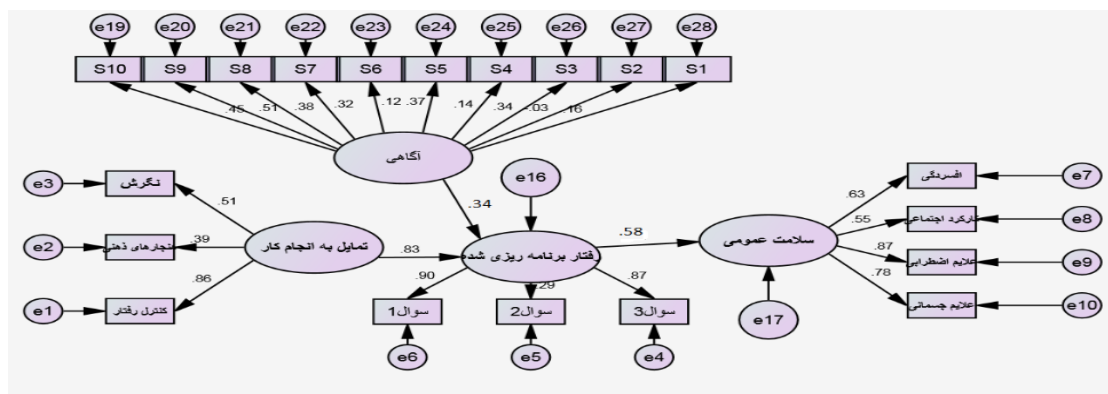 e19 e20 e21 e22 e23 e24 e25 e26 e27 e28
S10 S9 S8 S7 S6 S5 S4 S3 S2 S1
.45 .51 .38 .32 .12 .37 .14 .34 -.03 .16
آگاهی
e3 نگرش
e16
افسردگی e7
.51 .34 .63
e2 هنجارهای ذهنی .39
تمایل به انجام کار
.83
رفتار برنامه ریزی شده
.58
سلامت عمومی
.55 کارکرد اجتماعی e8
.87 علایم اضطرابی e9
.86 .90 .29 .87 .78
e1 کنترل رفتار
سوال1 سوال2 سوال3
e17
علایم جسمانی e10
e6 e5 e4